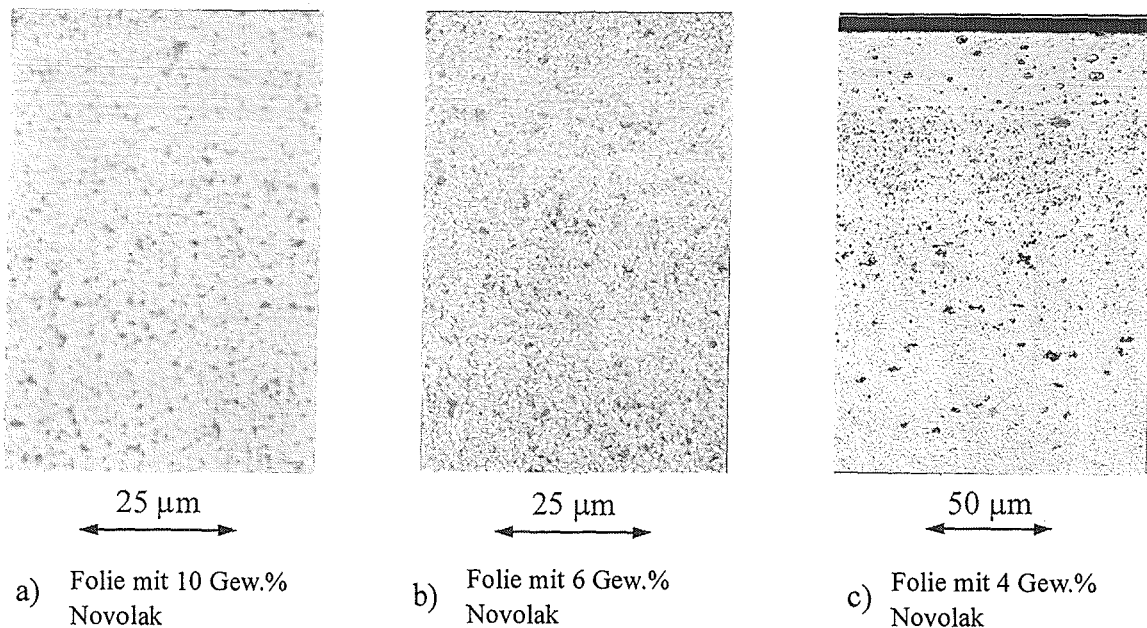 25 µm
25 µm
50 µm
a) Folie mit 10 Gew.%
Novolak
b) Folie mit 6 Gew.%
Novolak
c) Folie mit 4 Gew.%
Novolak